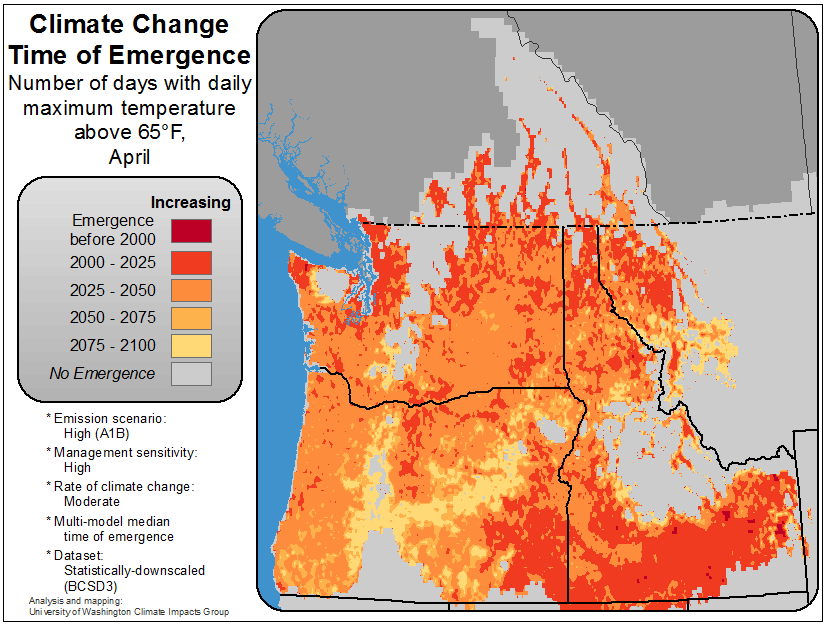 Climate Change
Time of Emergence
Number of days with daily
maximum temperature
above 65°F,
April
Increasing
Emergence
before 2000
2000 - 2025
2025 - 2050
2050 - 2075
2075 - 2100
No Emergence
* Emission scenario:
High (A1B)
* Management sensitivity:
High
* Rate of climate change:
Moderate
* Multi-model median
time of emergence
* Dataset:
Statistically-downscaled
(BCSD3)
Analysis and mapping:
University of Washington Climate Impacts Group